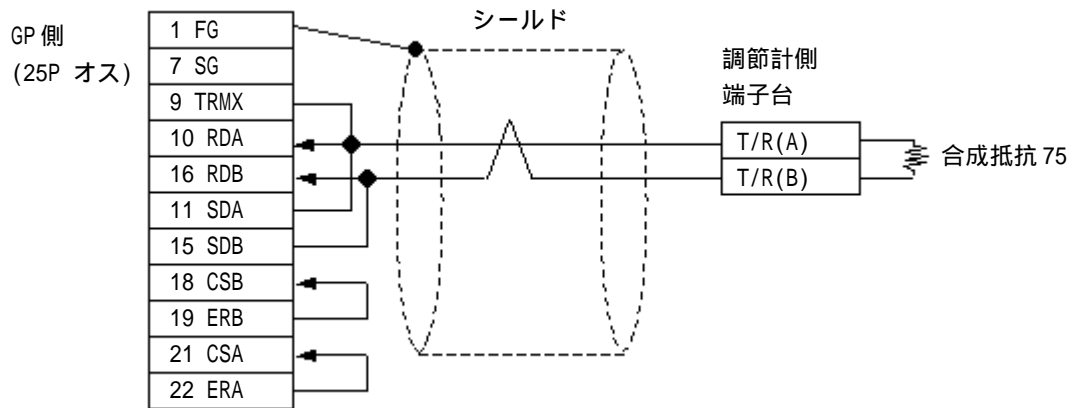 シールド
GP 側
(25P オス)
1 FG
7 SG
9 TRMX
10 RDA
16 RDB
11 SDA
15 SDB
18 CSB
19 ERB
21 CSA
22 ERA
調節計側
端子台
T/R(A)
T/R(B)
合成抵抗 75